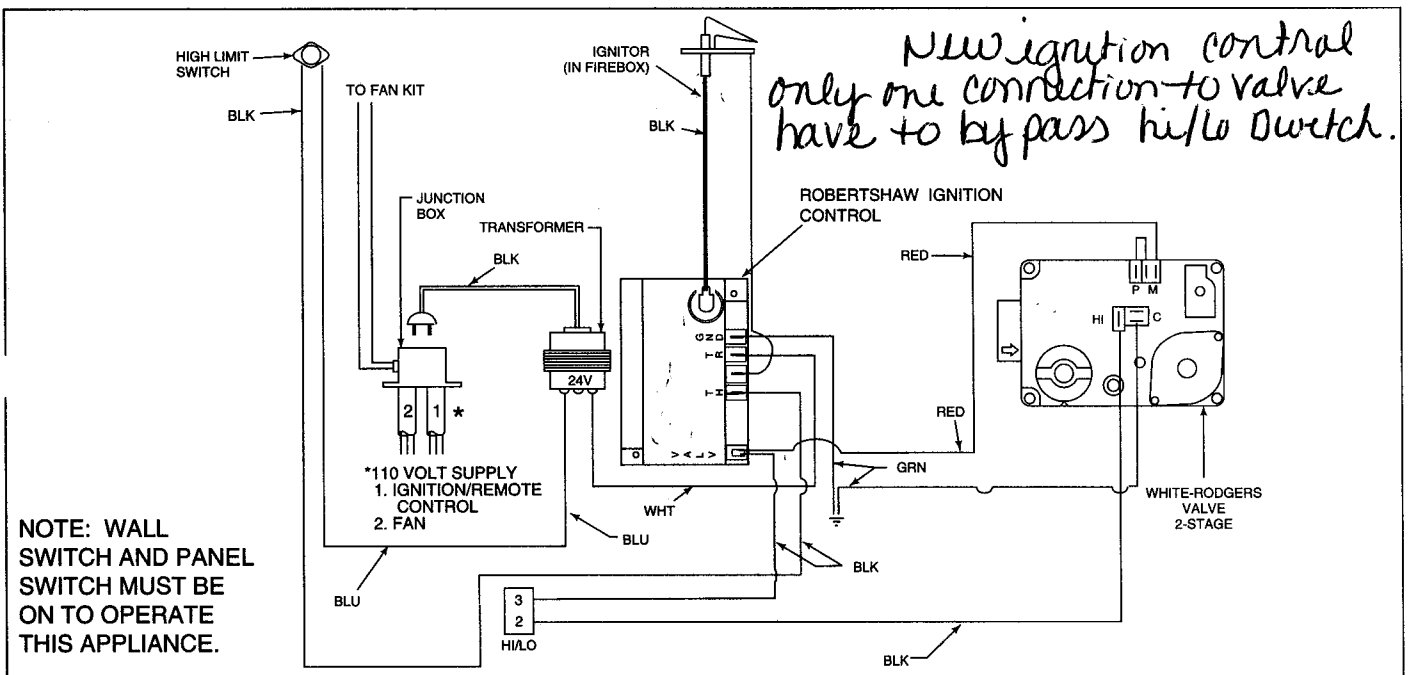 New ignition control
only one connection to valve
have to by pass hi/lo Dwetch.
HIGH LIMIT
SWITCH
BLK
TO FAN KIT
IGNITOR
(IN FIREBOX)
BLK
JUNCTION
BOX
TRANSFORMER
BLK
ROBERTSHAW IGNITION
CONTROL
RED
P M
HI
C
GND
TR
TH
VALV
24V
2 1 *
*110 VOLT SUPPLY
1. IGNITION/REMOTE
CONTROL
2. FAN
RED
GRN
WHT
BLU
BLU
BLK
WHITE-RODGERS
VALVE
2-STAGE
NOTE: WALL
SWITCH AND PANEL
SWITCH MUST BE
ON TO OPERATE
THIS APPLIANCE.
3
2
HI/LO
BLK